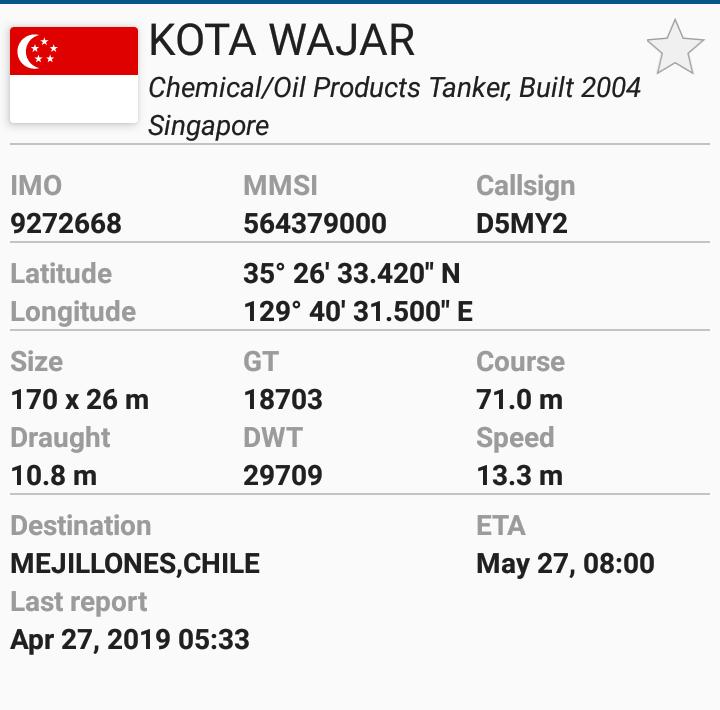 KOTA WAJAR
Chemical/Oil Products Tanker, Built 2004
Singapore
IMO MMSI Callsign
9272668 564379000 D5MY2
Latitude 35° 26' 33.420" N
Longitude 129° 40' 31.500" E
Size GT Course
170 x 26 m 18703 71.0 m
Draught DWT Speed
10.8 m 29709 13.3 m
Destination ETA
MEJILLONES,CHILE May 27, 08:00
Last report
Apr 27, 2019 05:33